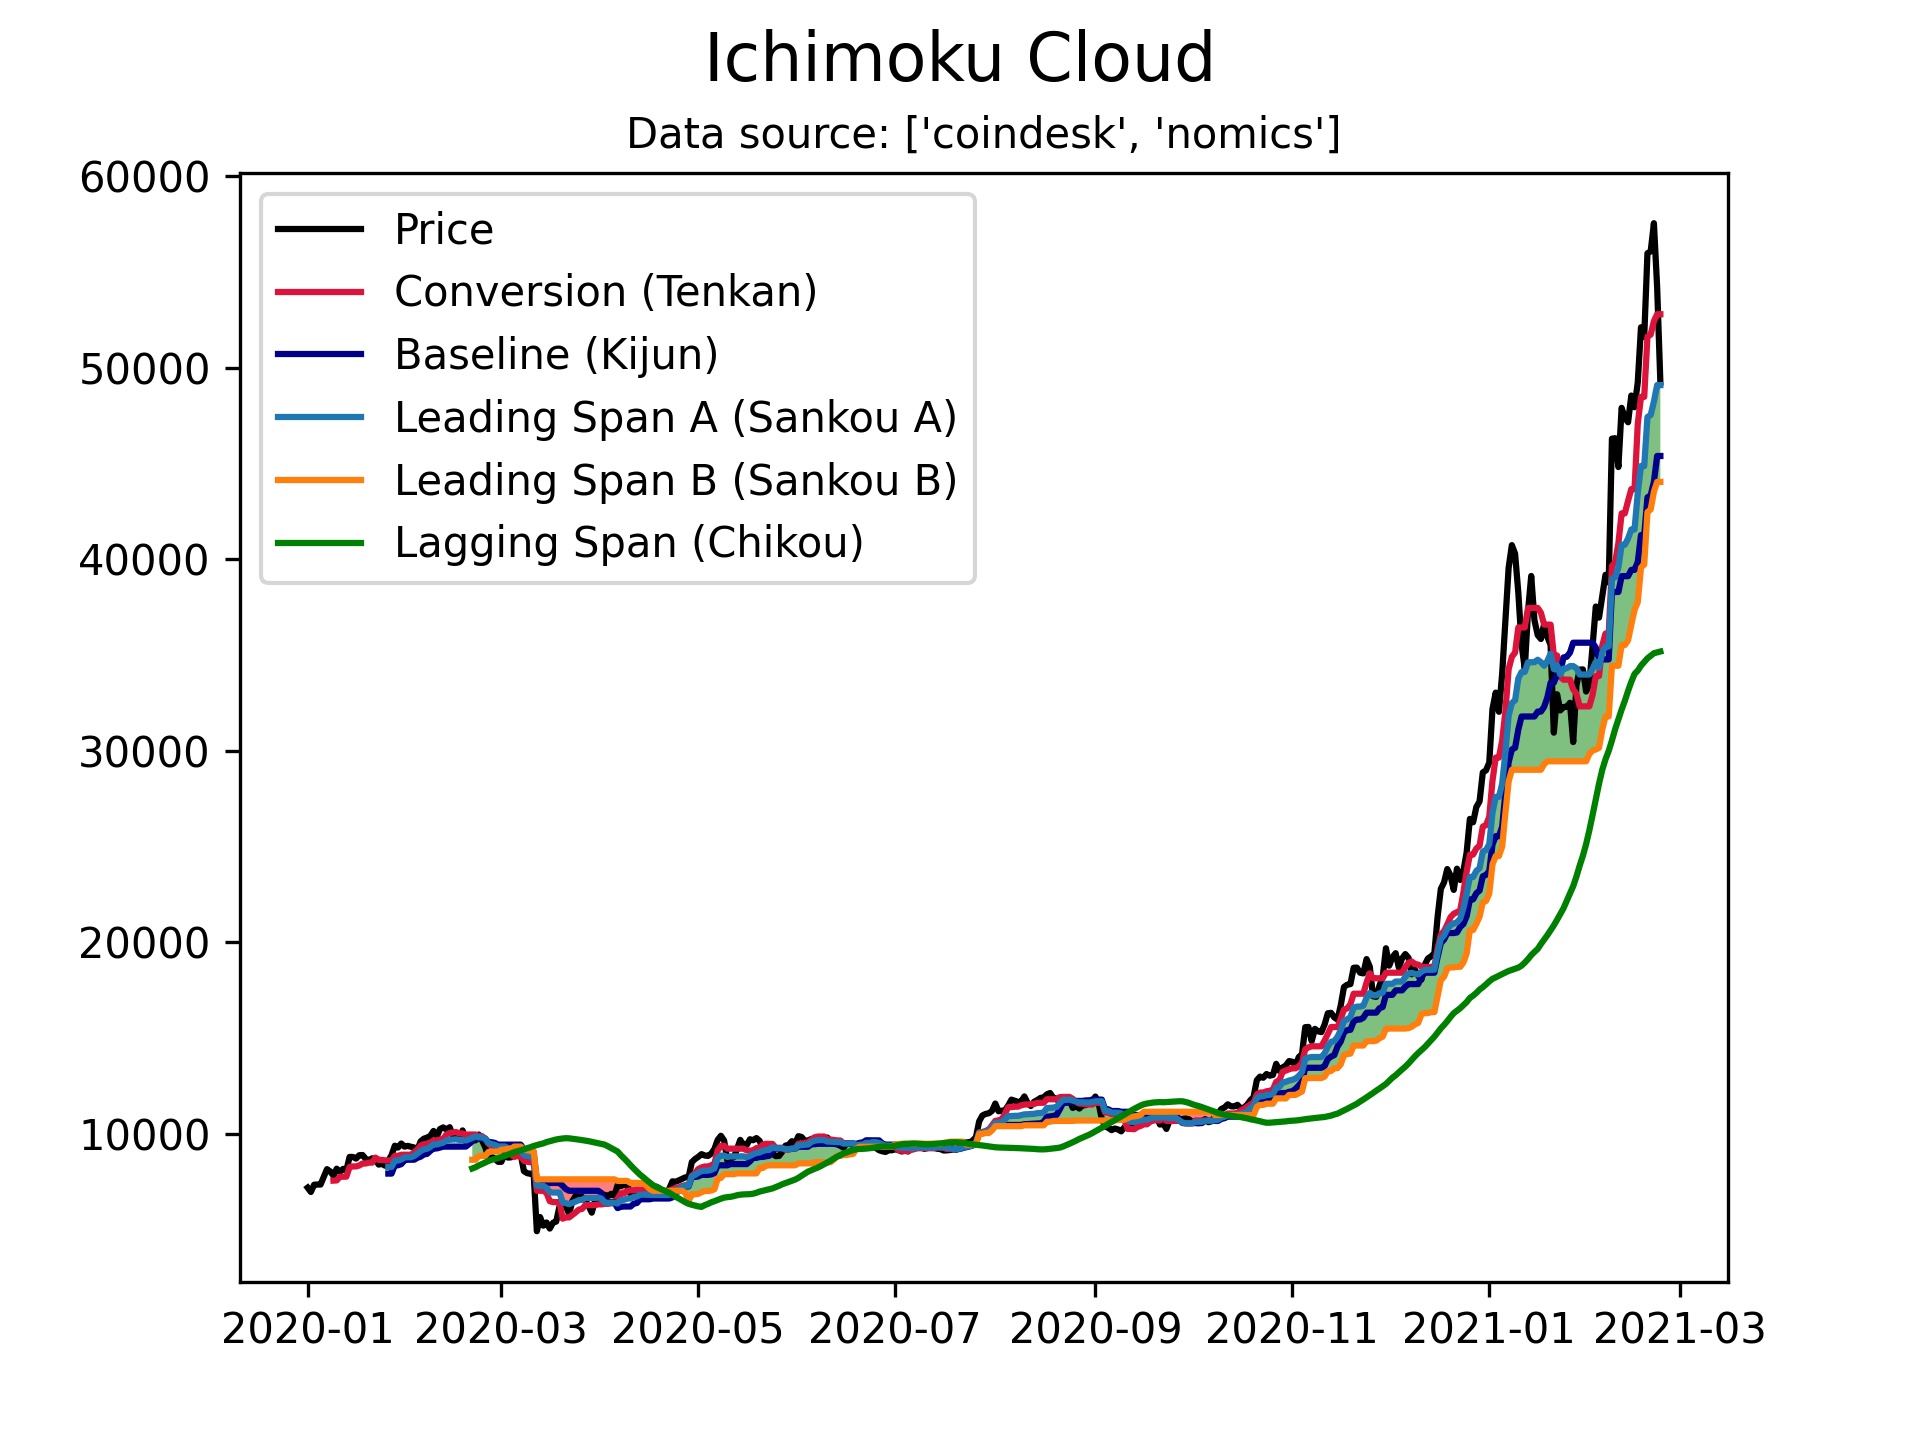 Ichimoku Cloud
Data source: ['coindesk', 'nomics']
60000
50000
40000
30000
20000
10000
Price
Conversion (Tenkan)
Baseline (Kijun)
Leading Span A (Sankou A)
Leading Span B (Sankou B)
Lagging Span (Chikou)
2020-01 2020-03 2020-05 2020-07 2020-09 2020-11 2021-01 2021-03